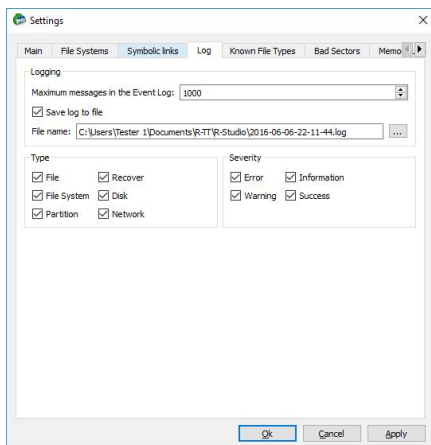 Settings
Main File Systems Symbolic links Log Known File Types Bad Sectors Memo
Logging
Maximum messages in the Event Log: 1000
Save log to file
File name: C:\Users\Tester 1\Documents\R-TT\R-Studio\2016-06-06-22-11-44.log ...
Type
File Recover
File System Disk
Partition Network
Severity
Error Information
Warning Success
Ok Cancel Apply